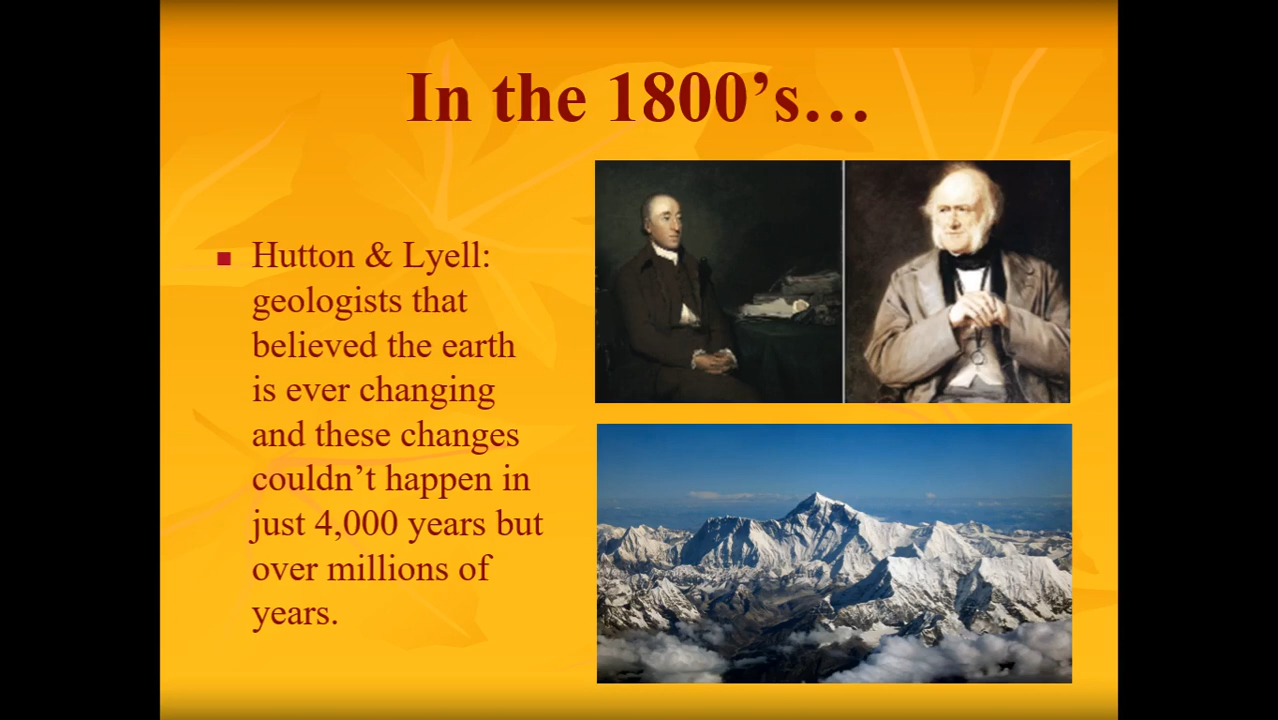 In the 1800’s…
Hutton & Lyell:
geologists that
believed the earth
is ever changing
and these changes
couldn’t happen in
just 4,000 years but
over millions of
years.